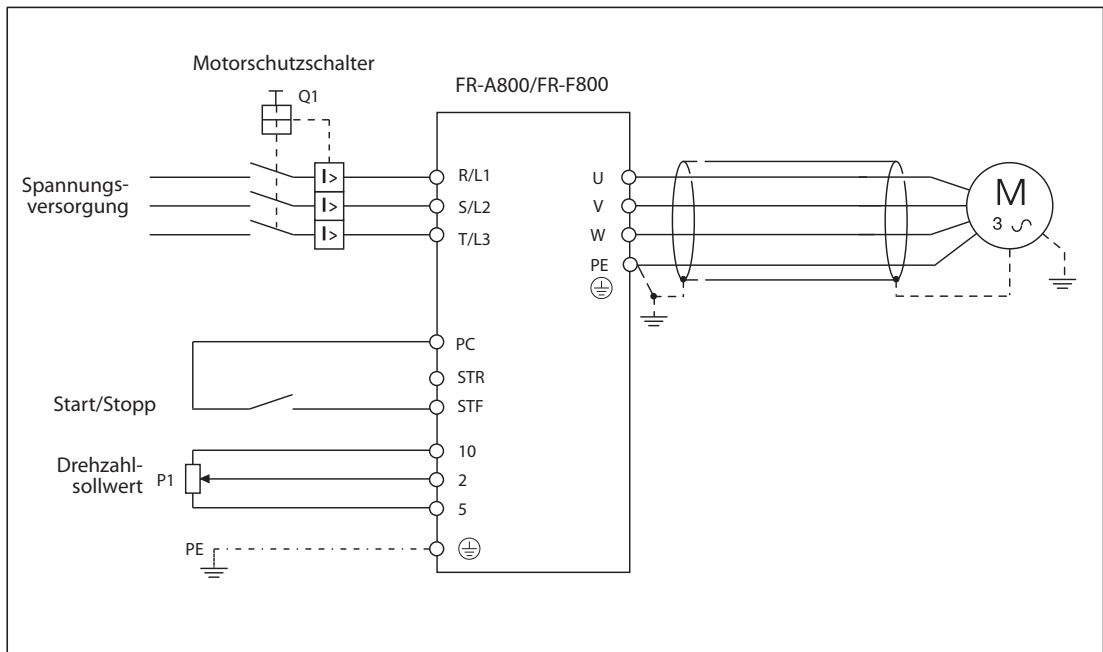 Motorschutzschalter
Q1
FR-A800/FR-F800
Spannungs-
versorgung
I>
I>
I>
R/L1
S/L2
T/L3
U
V
W
PE
M
3
PC
STR
STF
Start/Stopp
Drehzahl-
sollwert
P1
10
2
5
PE